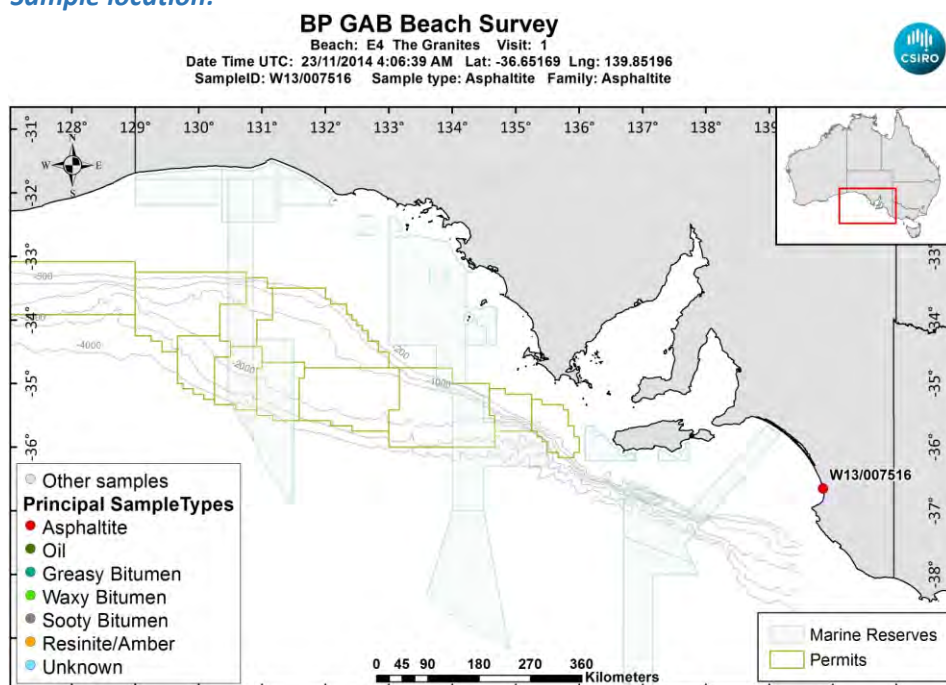 Sample location:
BP GAB Beach Survey
Beach: E4 The Granites Visit: 1
Date Time UTC: 23/11/2014 4:06:39 AM Lat: -36.65169 Lng: 139.85196
SampleID: W13/007516 Sample type: Asphaltite Family: Asphaltite
CSIRO
128° 129° 130° 131° 132° 133° 134° 135° 136° 137° 138° 139
-31° -32° -33° -34° -35° -36° -37° -38°
N
W E
S
-33° -34° -35° -36° -37° -38°
-4000
-2000
-200
-1000
W13/007516
Other samples
Principal SampleTypes
Asphaltite
Oil
Greasy Bitumen
Waxy Bitumen
Sooty Bitumen
Resinite/Amber
Unknown
0 45 90 180 270 360
Kilometers
Marine Reserves
Permits